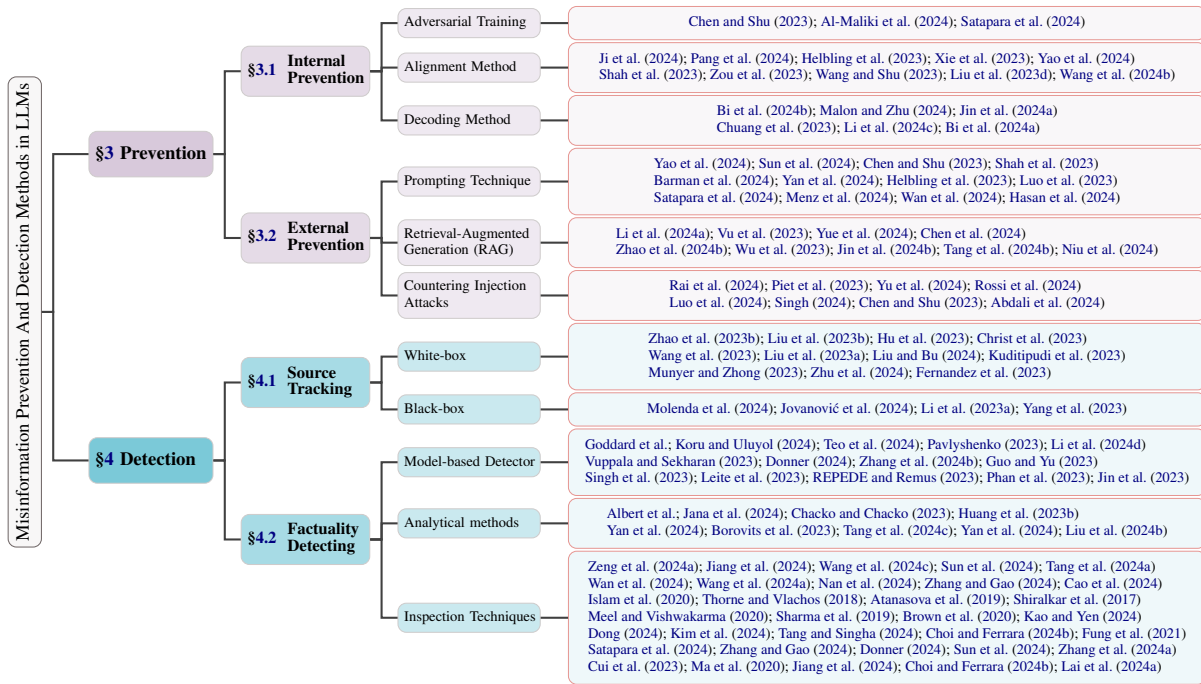 Misinformation Prevention And Detection Methods in LLMs
§3 Prevention
§3.1 Internal
Prevention
Adversarial Training
Chen and Shu (2023); Al-Maliki et al. (2024); Satapara et al. (2024)
Alignment Method
Ji et al. (2024); Pang et al. (2024); Helbling et al. (2023); Xie et al. (2023); Yao et al. (2024)
Shah et al. (2023); Zou et al. (2023); Wang and Shu (2023); Liu et al. (2023d); Wang et al. (2024b)
Decoding Method
Bi et al. (2024b); Malon and Zhu (2024); Jin et al. (2024a)
Chuang et al. (2023); Li et al. (2024c); Bi et al. (2024a)
§3.2 External
Prevention
Prompting Technique
Yao et al. (2024); Sun et al. (2024); Chen and Shu (2023); Shah et al. (2023)
Barman et al. (2024); Yan et al. (2024); Helbling et al. (2023); Luo et al. (2023)
Satapara et al. (2024); Menz et al. (2024); Wan et al. (2024); Hasan et al. (2024)
Retrieval-Augmented
Generation (RAG)
Li et al. (2024a); Vu et al. (2023); Yue et al. (2024); Chen et al. (2024)
Zhao et al. (2024b); Wu et al. (2023); Jin et al. (2024b); Tang et al. (2024b); Niu et al. (2024)
Countering Injection
Attacks
Rai et al. (2024); Piet et al. (2023); Yu et al. (2024); Rossi et al. (2024)
Luo et al. (2024); Singh (2024); Chen and Shu (2023); Abdali et al. (2024)
§4 Detection
§4.1 Source
Tracking
White-box
Zhao et al. (2023b); Liu et al. (2023b); Hu et al. (2023); Christ et al. (2023)
Wang et al. (2023); Liu et al. (2023a); Liu and Bu (2024); Kuditipudi et al. (2023)
Munyer and Zhong (2023); Zhu et al. (2024); Fernandez et al. (2023)
Black-box
Molenda et al. (2024); Jovanović et al. (2024); Li et al. (2023a); Yang et al. (2023)
§4.2 Factuality
Detecting
Model-based Detector
Goddard et al.; Koru and Uluyol (2024); Teo et al. (2024); Pavlyshenko (2023); Li et al. (2024d)
Vuppala and Sekharan (2023); Donner (2024); Zhang et al. (2024b); Guo and Yu (2023)
Singh et al. (2023); Leite et al. (2023); REPEDE and Remus (2023); Phan et al. (2023); Jin et al. (2023)
Analytical methods
Albert et al.; Jana et al. (2024); Chacko and Chacko (2023); Huang et al. (2023b)
Yan et al. (2024); Borovits et al. (2023); Tang et al. (2024c); Yan et al. (2024); Liu et al. (2024b)
Inspection Techniques
Zeng et al. (2024a); Jiang et al. (2024); Wang et al. (2024c); Sun et al. (2024); Tang et al. (2024a)
Wan et al. (2024); Wang et al. (2024a); Nan et al. (2024); Zhang and Gao (2024); Cao et al. (2024)
Islam et al. (2020); Thorne and Vlachos (2018); Atanasova et al. (2019); Shiralkar et al. (2017)
Meel and Vishwakarma (2020); Sharma et al. (2019); Brown et al. (2020); Kao and Yen (2024)
Dong (2024); Kim et al. (2024); Tang and Singha (2024); Choi and Ferrara (2024b); Fung et al. (2021)
Satapara et al. (2024); Zhang and Gao (2024); Donner (2024); Sun et al. (2024); Zhang et al. (2024a)
Cui et al. (2023); Ma et al. (2020); Jiang et al. (2024); Choi and Ferrara (2024b); Lai et al. (2024a)